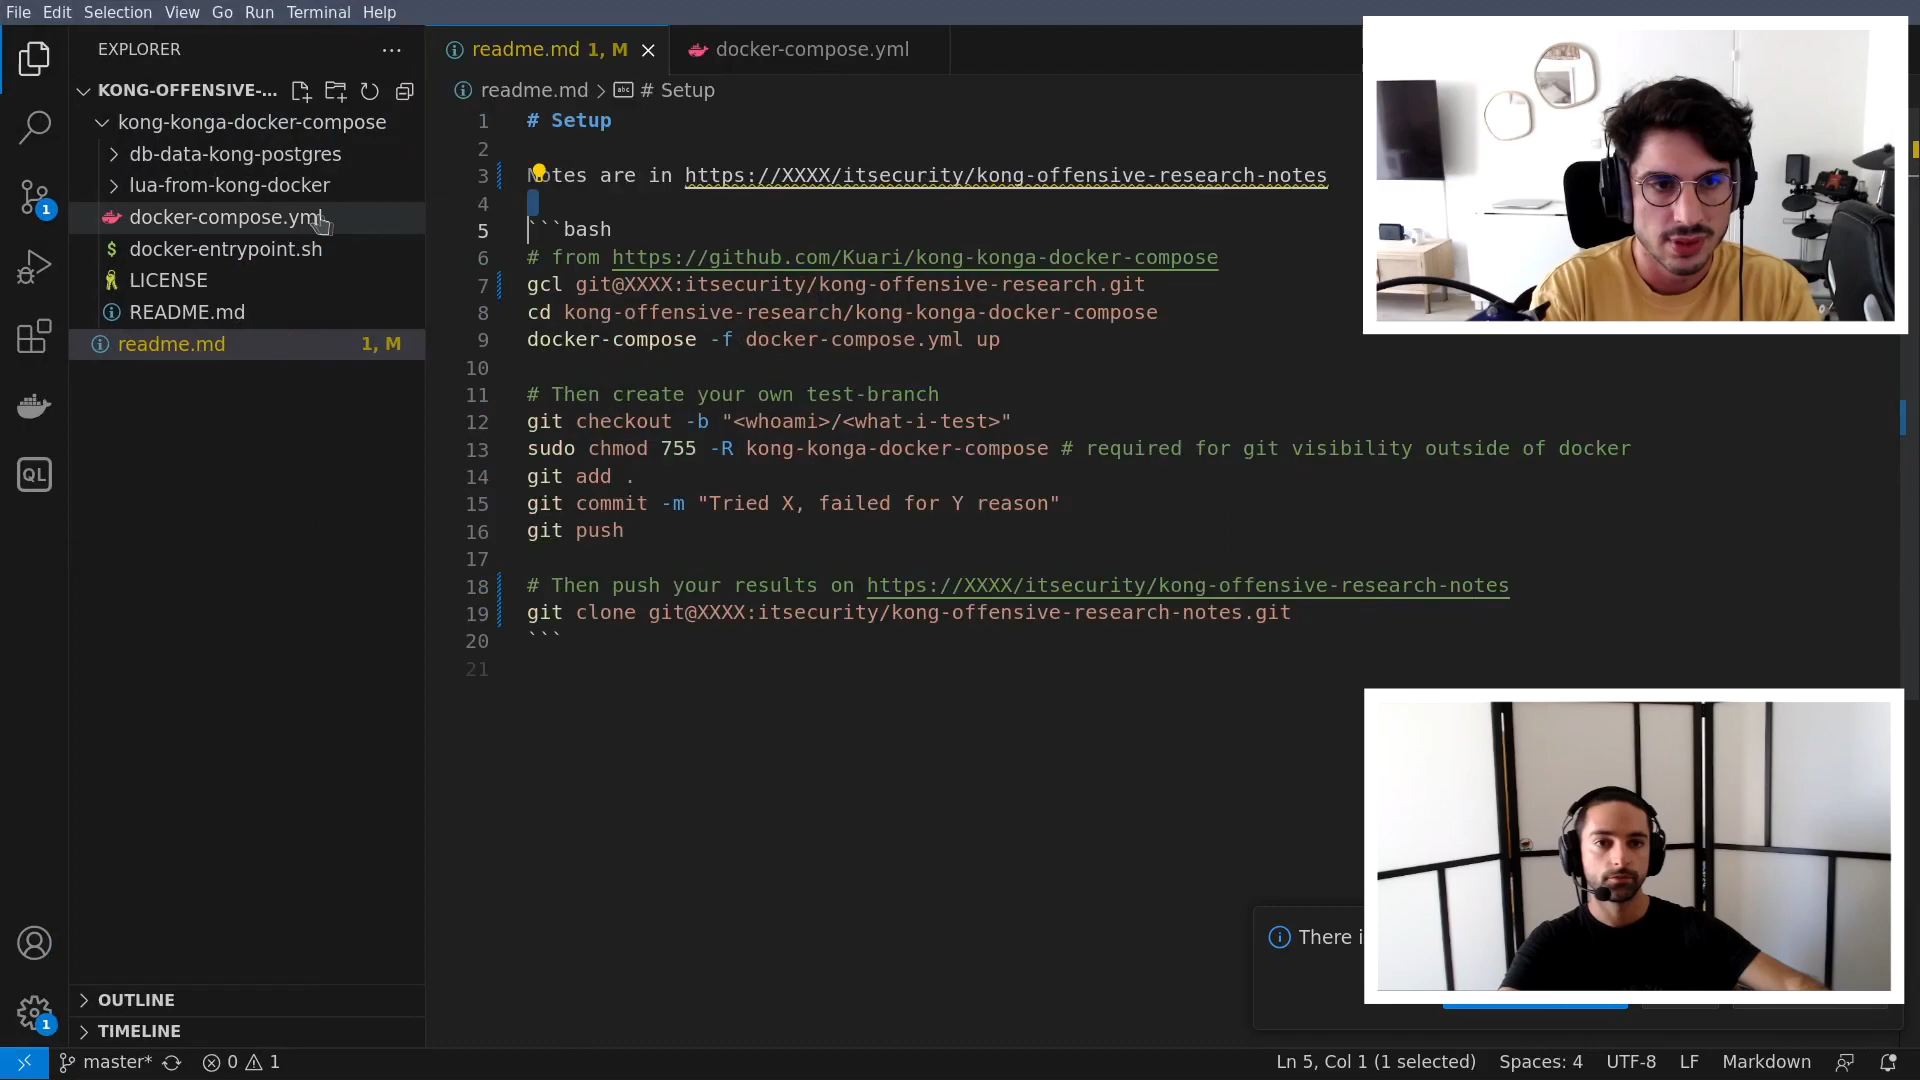 File Edit Selection View Go Run Terminal Help
EXPLORER
KONG-OFFENSIVE-...
kong-konga-docker-compose
db-data-kong-postgres
lua-from-kong-docker
docker-compose.yml
$ docker-entrypoint.sh
LICENSE
README.md
readme.md 1, M
OUTLINE
TIMELINE
1
QL
1
readme.md 1, M
docker-compose.yml
readme.md > abc # Setup
1 # Setup
2
3 Notes are in https://XXXX/itsecurity/kong-offensive-research-notes
4
5 ```bash
6 # from https://github.com/Kuari/kong-konga-docker-compose
7 gcl git@XXXX:itsecurity/kong-offensive-research.git
8 cd kong-offensive-research/kong-konga-docker-compose
9 docker-compose -f docker-compose.yml up
10
11 # Then create your own test-branch
12 git checkout -b "<whoami>/<what-i-test>"
13 sudo chmod 755 -R kong-konga-docker-compose # required for git visibility outside of docker
14 git add .
15 git commit -m "Tried X, failed for Y reason"
16 git push
17
18 # Then push your results on https://XXXX/itsecurity/kong-offensive-research-notes
19 git clone git@XXXX:itsecurity/kong-offensive-research-notes.git
20 ```
21
There i
master* 0 1 Ln 5, Col 1 (1 selected) Spaces: 4 UTF-8 LF Markdown